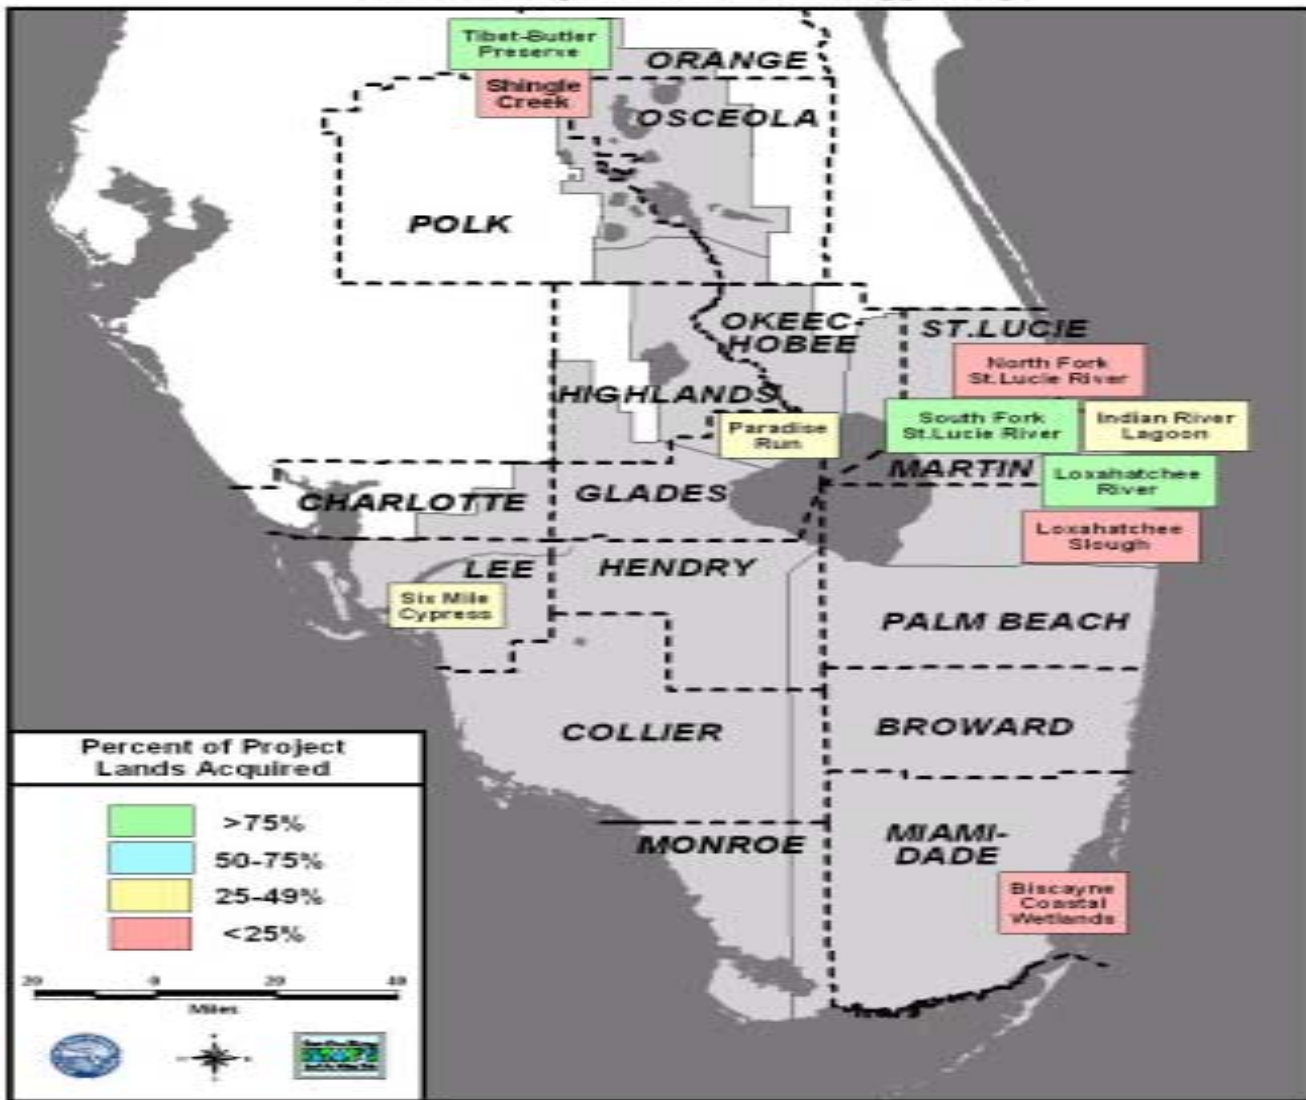 Tibet-Butler
Preserve
ORANGE
Shingle
Creek
OSCEOLA
POLK
OKEEC-
HOBEE
ST.LUCIE
North Fork
St.Lucie River
HIGHLANDS
Paradise
Run
South Fork
St.Lucie River
Indian River
Lagoon
MARTIN
Loxahatchee
River
CHARLOTTE
GLADES
Loxahatchee
Slough
LEE
HENDRY
Six Mile
Cypress
PALM BEACH
COLLIER
BROWARD
Percent of Project
Lands Acquired
>75%
50-75%
25-49%
<25%
MONROE
MIAMI-
DADE
Biscayne
Coastal
Wetlands
20 0 20 40
Miles